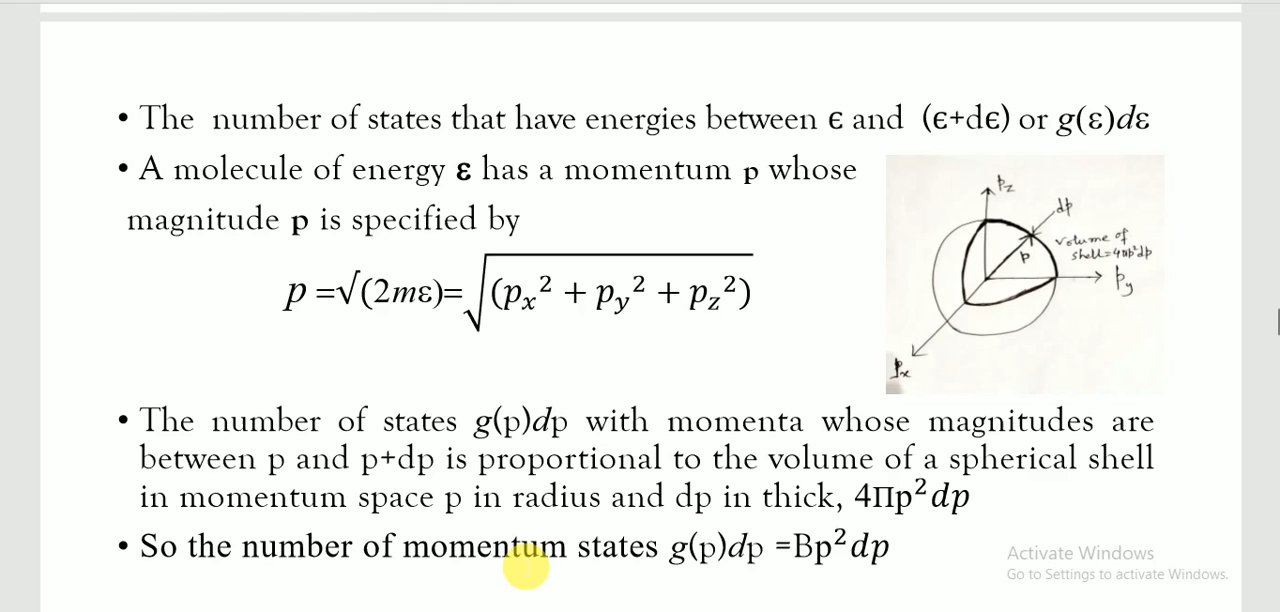 • The number of states that have energies between ϵ and (ϵ+dϵ) or g(ε)dε
• A molecule of energy ε has a momentum p whose
magnitude p is specified by
p =√(2mε)= √(pₓ² + p_y² + p_z²)
p_z
dp
volume of
shell=4πp²dp
p
p_y
pₓ
• The number of states g(p)dp with momenta whose magnitudes are
between p and p+dp is proportional to the volume of a spherical shell
in momentum space p in radius and dp in thick, 4Πp²dp
• So the number of momentum states g(p)dp =Bp²dp
Activate Windows
Go to Settings to activate Windows.